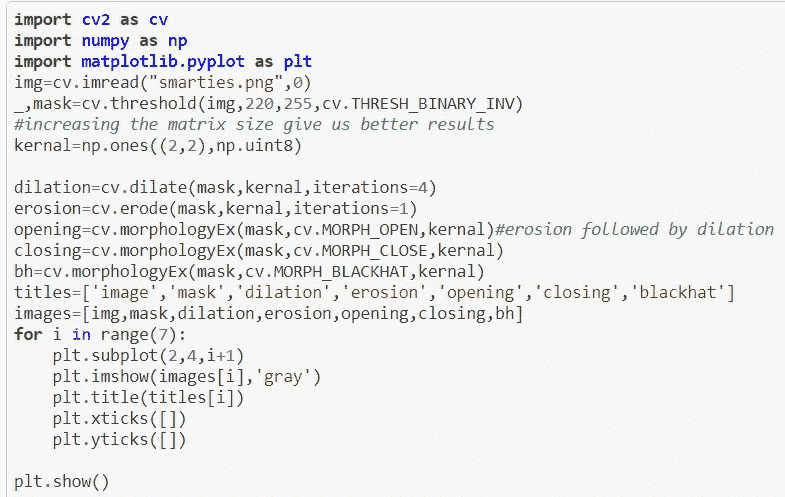 import cv2 as cv
import numpy as np
import matplotlib.pyplot as plt
img=cv.imread("smarties.png",0)
_,mask=cv.threshold(img,220,255,cv.THRESH_BINARY_INV)
#increasing the matrix size give us better results
kernal=np.ones((2,2),np.uint8)

dilation=cv.dilate(mask,kernal,iterations=4)
erosion=cv.erode(mask,kernal,iterations=1)
opening=cv.morphologyEx(mask,cv.MORPH_OPEN,kernal)#erosion followed by dilation
closing=cv.morphologyEx(mask,cv.MORPH_CLOSE,kernal)
bh=cv.morphologyEx(mask,cv.MORPH_BLACKHAT,kernal)
titles=['image','mask','dilation','erosion','opening','closing','blackhat']
images=[img,mask,dilation,erosion,opening,closing,bh]
for i in range(7):
    plt.subplot(2,4,i+1)
    plt.imshow(images[i],'gray')
    plt.title(titles[i])
    plt.xticks([])
    plt.yticks([])

plt.show()